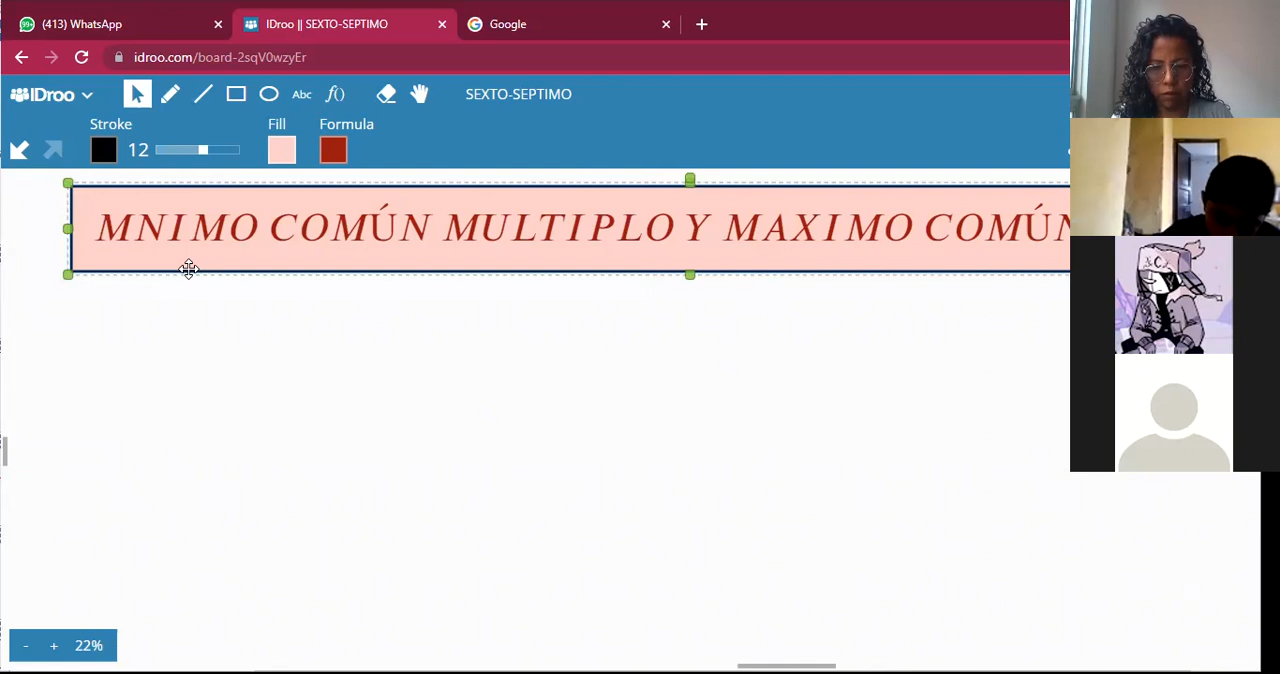 99+ (413) WhatsApp
IDroo || SEXTO-SEPTIMO
Google
idroo.com/board-2sqV0wzyEr
IDroo
Abc
f()
SEXTO-SEPTIMO
Stroke
Fill
Formula
12
MNIMO COMÚN MULTIPLO Y MAXIMO COMÚN
- + 22%